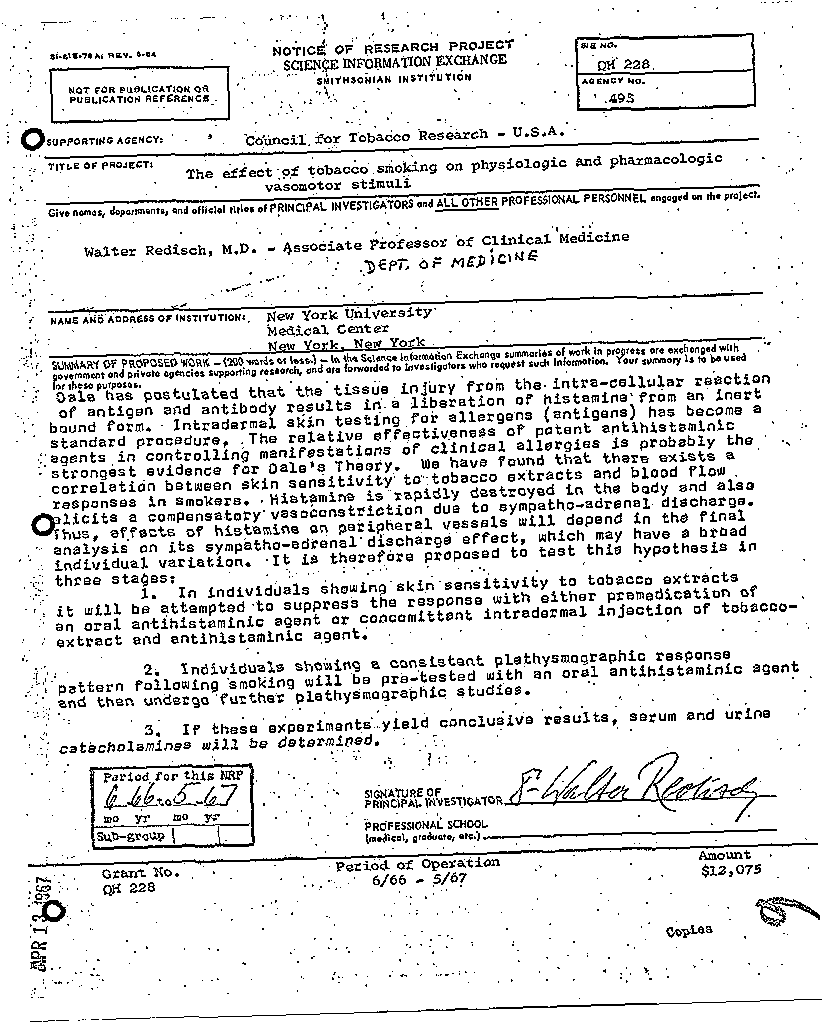 SI-SIE-78A; REV. 5-64
NOTICE OF RESEARCH PROJECT
SCIENCE INFORMATION EXCHANGE
SMITHSONIAN INSTITUTION
NOT FOR PUBLICATION OR
PUBLICATION REFERENCE
SIE NO.
QH 228
AGENCY NO.
495
SUPPORTING AGENCY: Council for Tobacco Research - U.S.A.
TITLE OF PROJECT: The effect of tobacco smoking on physiologic and pharmacologic
vasomotor stimuli
Give names, departments, and official titles of PRINCIPAL INVESTIGATORS and ALL OTHER PROFESSIONAL PERSONNEL engaged on the project.
Walter Redisch, M.D. - Associate Professor of Clinical Medicine
DEPT. OF MEDICINE
NAME AND ADDRESS OF INSTITUTION: New York University
Medical Center
New York, New York
SUMMARY OF PROPOSED WORK - (200 words or less.) - In the Science Information Exchange summaries of work in progress are exchanged with
government and private agencies supporting research, and are forwarded to investigators who request such information. Your summary is to be used
for these purposes.
Dale has postulated that the tissue injury from the intra-cellular reaction
of antigen and antibody results in a liberation of histamine from an inert
bound form. Intradermal skin testing for allergens (antigens) has become a
standard procedure. The relative effectiveness of potent antihistaminic
agents in controlling manifestations of clinical allergies is probably the
strongest evidence for Dale's Theory. We have found that there exists a
correlation between skin sensitivity to tobacco extracts and blood flow
responses in smokers. Histamine is rapidly destroyed in the body and also
elicits a compensatory vasoconstriction due to sympatho-adrenal discharge.
Thus, effects of histamine on peripheral vessels will depend in the final
analysis on its sympatho-adrenal discharge effect, which may have a broad
individual variation. It is therefore proposed to test this hypothesis in
three stages:
1. In individuals showing skin sensitivity to tobacco extracts
it will be attempted to suppress the response with either premedication of
an oral antihistaminic agent or concomittant intradermal injection of tobacco-
extract and antihistaminic agent.
2. Individuals showing a consistent plethysmographic response
pattern following smoking will be pre-tested with an oral antihistaminic agent
and then undergo further plethysmographic studies.
3. If these experiments yield conclusive results, serum and urine
catecholamines will be determined.
Period for this NRP
6 66 to 5 67
mo yr mo yr
Sub-group
SIGNATURE OF
PRINCIPAL INVESTIGATOR Walter Redisch
PROFESSIONAL SCHOOL
(medical, graduate, etc.)
Grant No.
QH 228
Period of Operation
6/66 - 5/67
Amount
$12,075
APR 13 1967
Copies